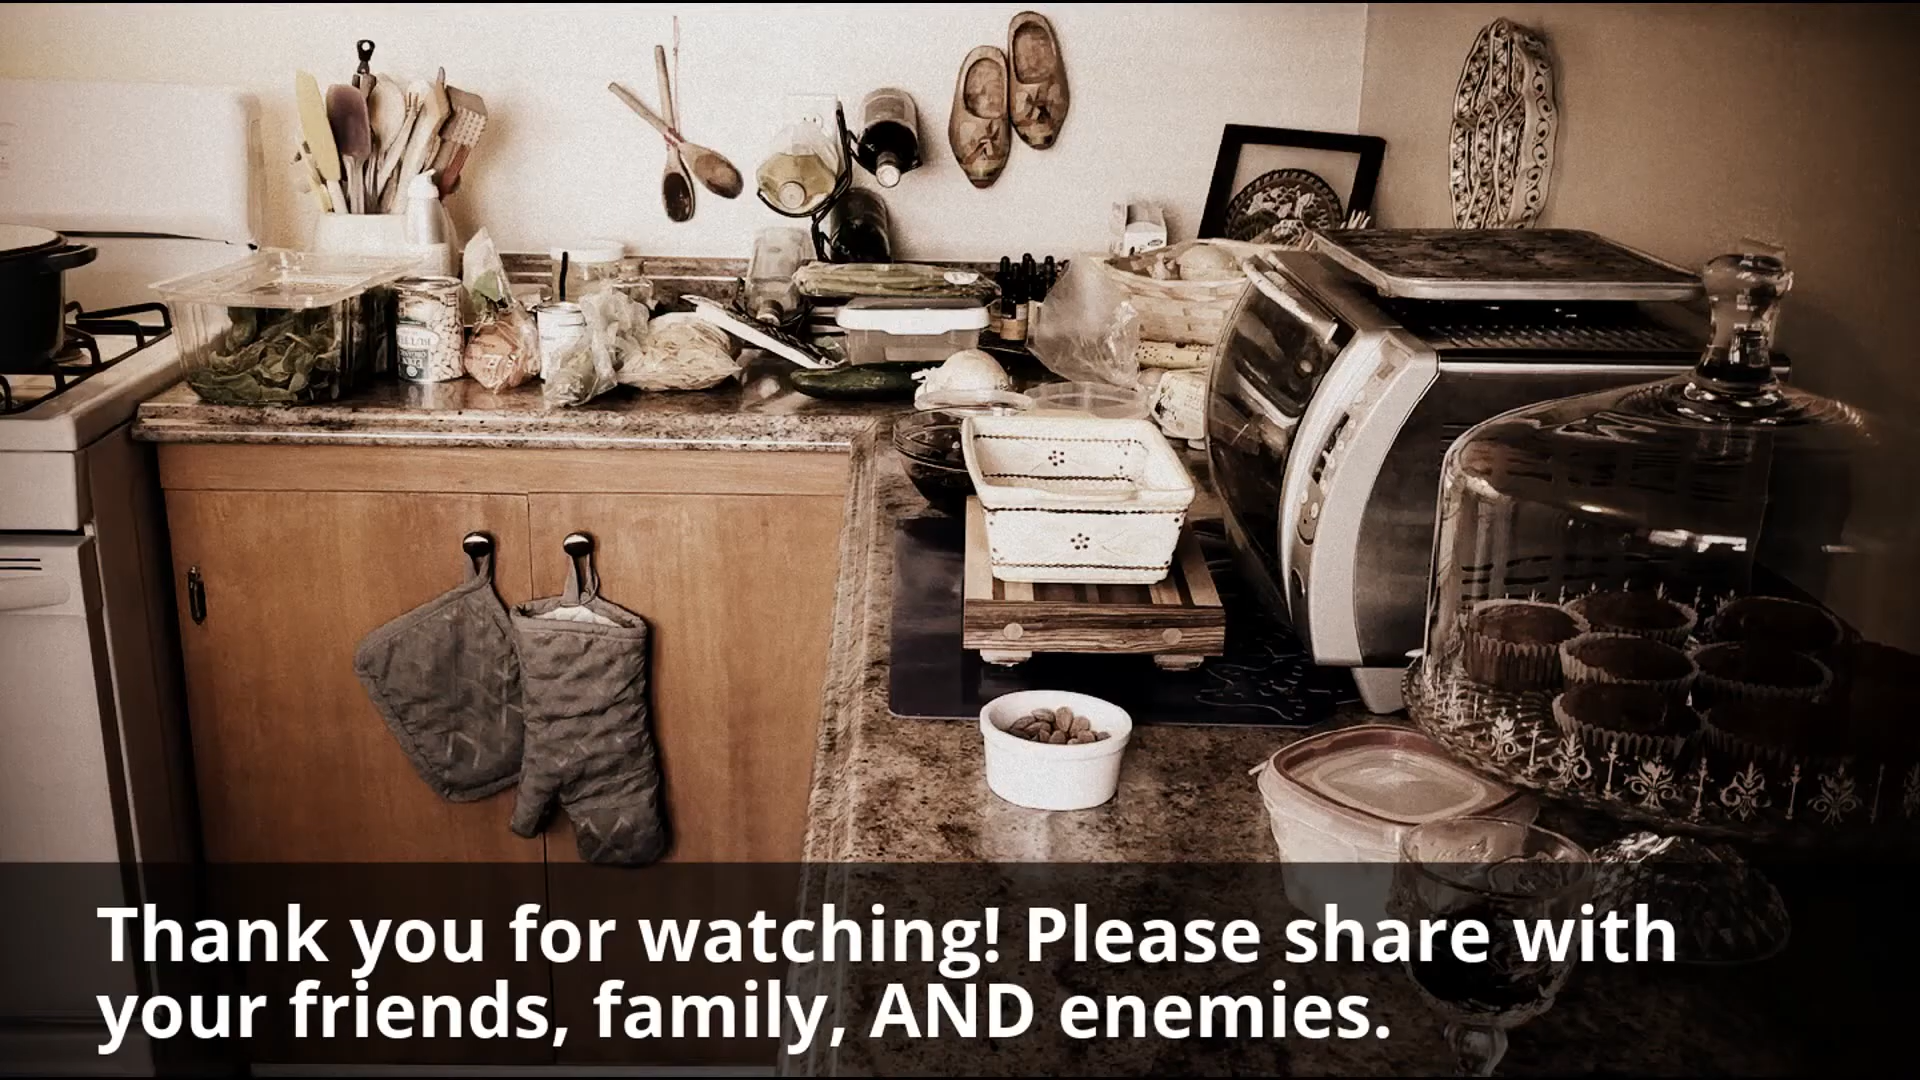 Thank you for watching! Please share with
your friends, family, AND enemies.